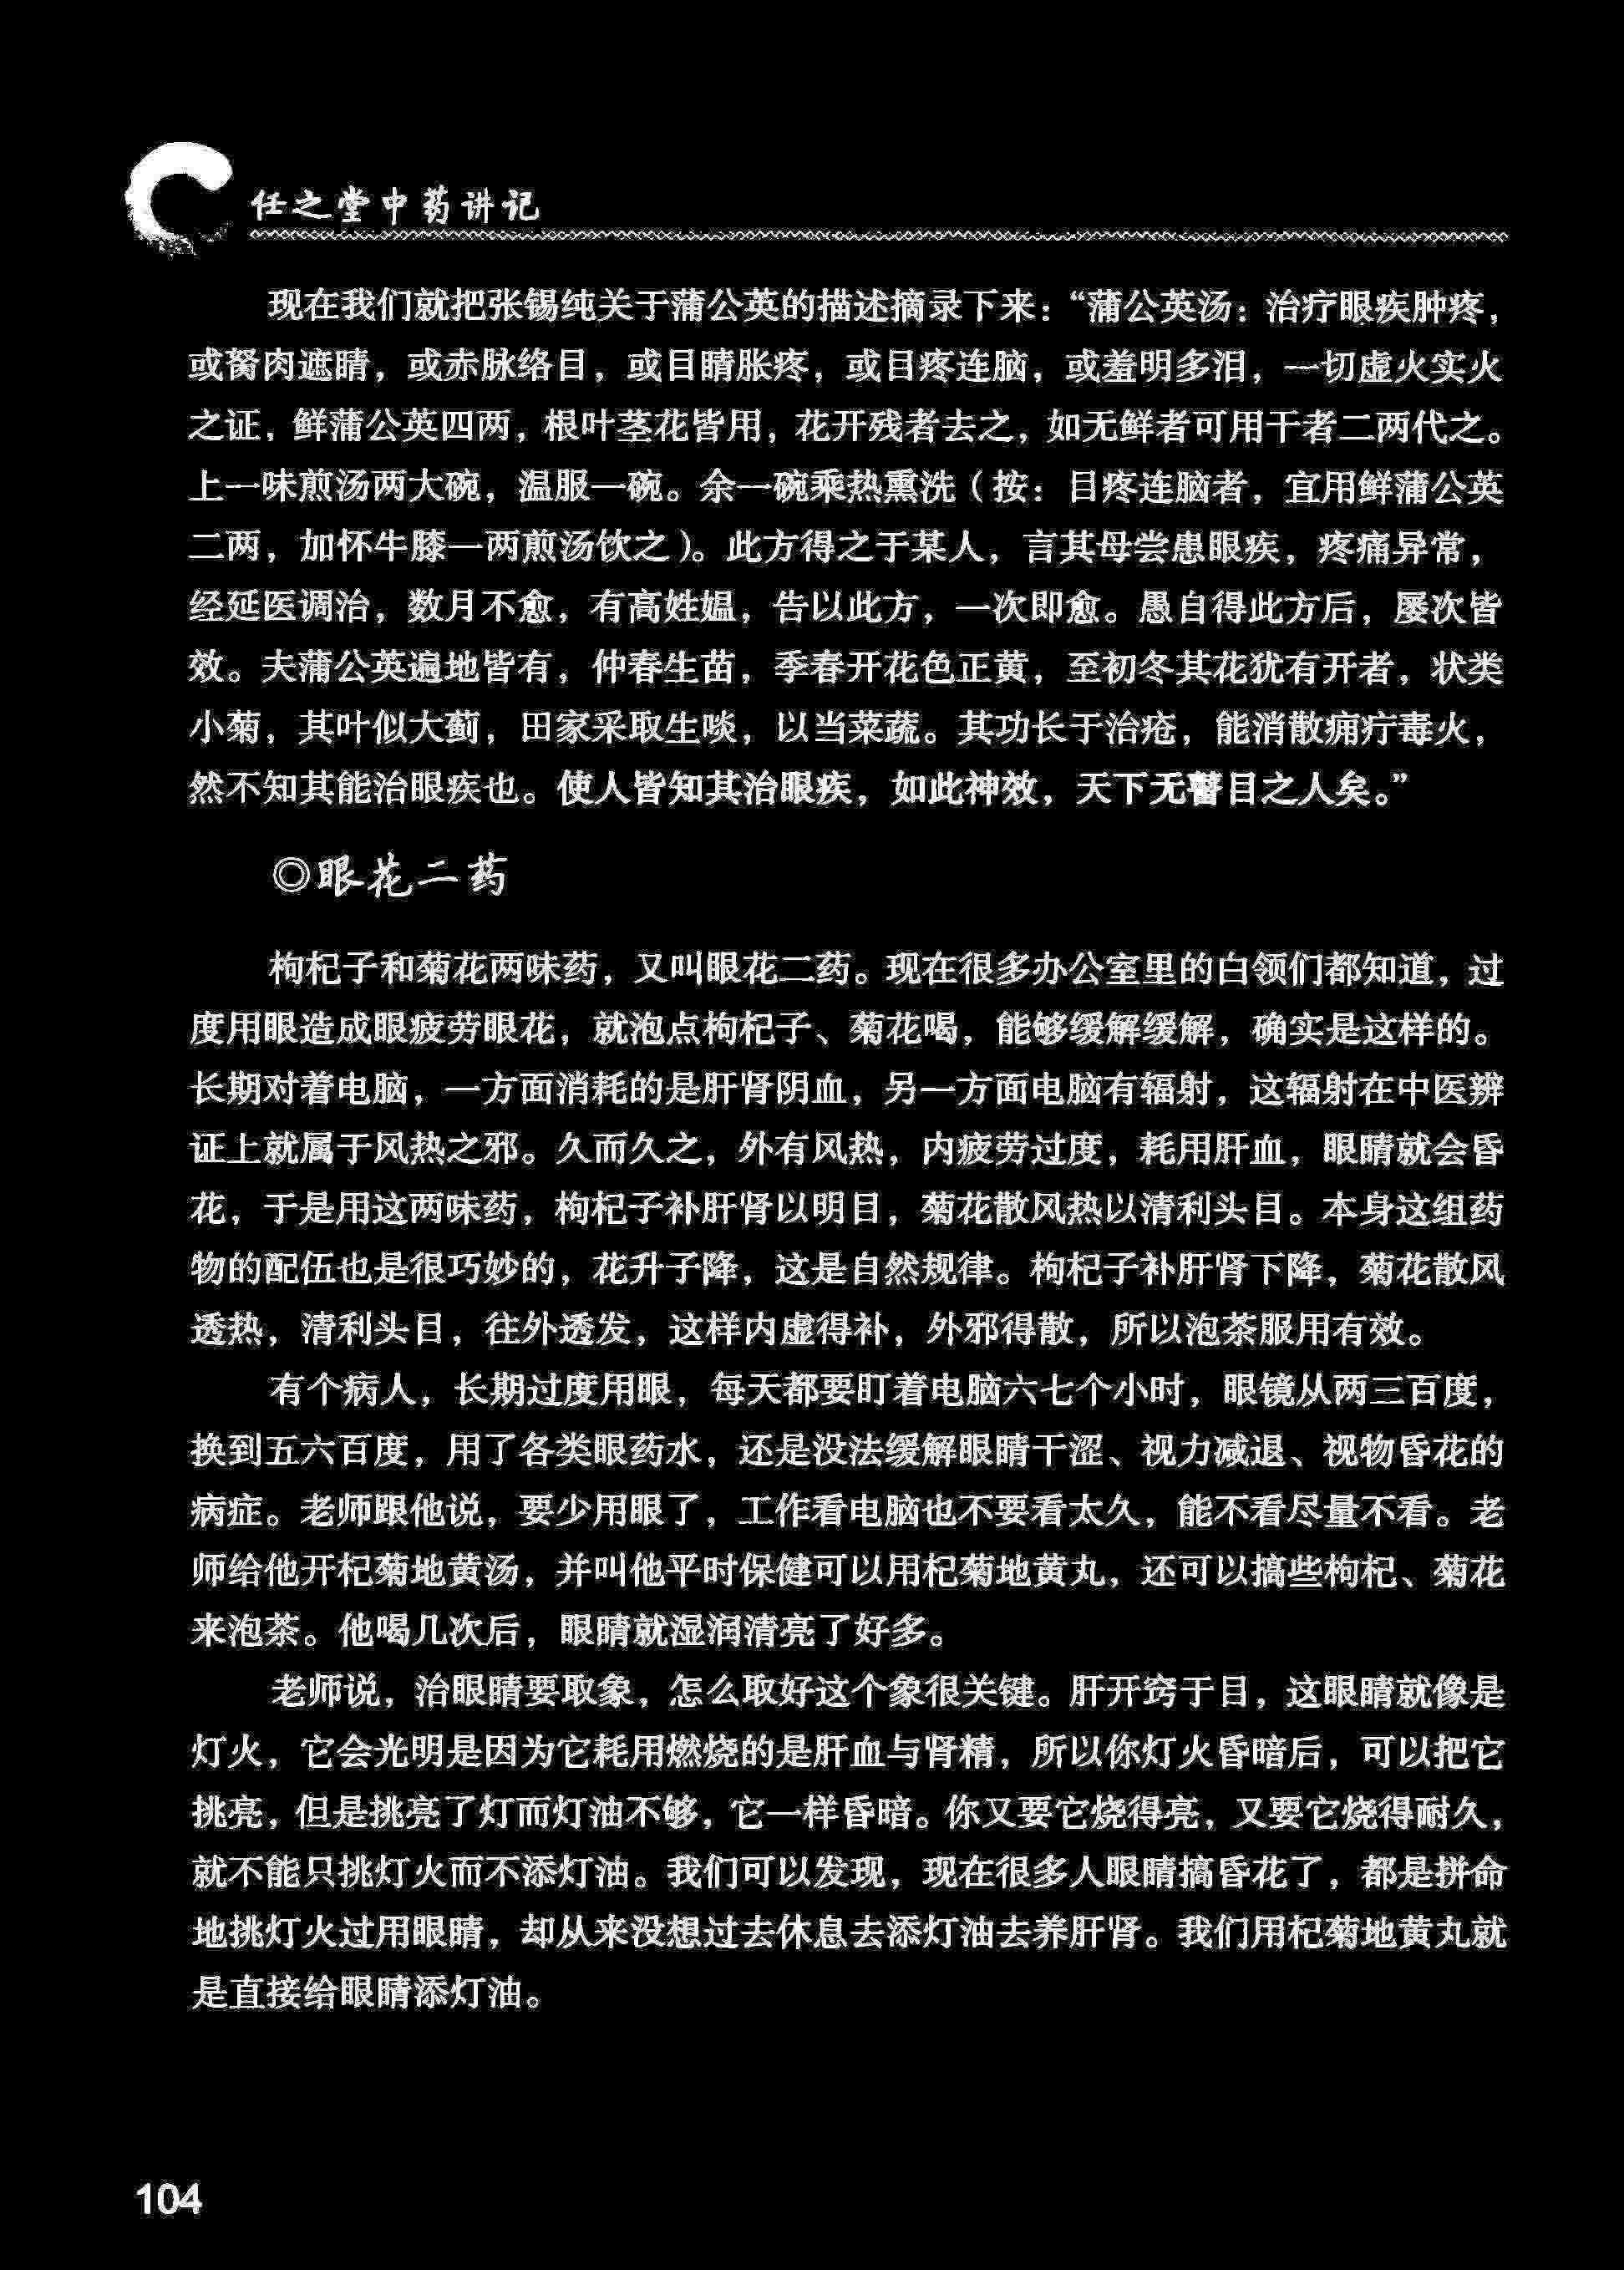 任之堂中药讲记
现在我们就把张锡纯关于蒲公英的描述摘录下来：“蒲公英汤：治疗眼疾肿疼，
或胬肉遮睛，或赤脉络目，或目睛胀疼，或目疼连脑，或羞明多泪，一切虚火实火
之证，鲜蒲公英四两，根叶茎花皆用，花开残者去之，如无鲜者可用干者二两代之。
上一味煎汤两大碗，温服一碗。余一碗乘热熏洗（按：目疼连脑者，宜用鲜蒲公英
二两，加怀牛膝一两煎汤饮之）。此方得之于某人，言其母尝患眼疾，疼痛异常，
经延医调治，数月不愈，有高姓媪，告以此方，一次即愈。愚自得此方后，屡次皆
效。夫蒲公英遍地皆有，仲春生苗，季春开花色正黄，至初冬其花犹有开者，状类
小菊，其叶似大蓟，田家采取生啖，以当菜蔬。其功长于治疮，能消散痈疔毒火，
然不知其能治眼疾也。使人皆知其治眼疾，如此神效，天下无瞽目之人矣。”
◎眼花二药
枸杞子和菊花两味药，又叫眼花二药。现在很多办公室里的白领们都知道，过
度用眼造成眼疲劳眼花，就泡点枸杞子、菊花喝，能够缓解缓解，确实是这样的。
长期对着电脑，一方面消耗的是肝肾阴血，另一方面电脑有辐射，这辐射在中医辨
证上就属于风热之邪。久而久之，外有风热，内疲劳过度，耗用肝血，眼睛就会昏
花，于是用这两味药，枸杞子补肝肾以明目，菊花散风热以清利头目。本身这组药
物的配伍也是很巧妙的，花升子降，这是自然规律。枸杞子补肝肾下降，菊花散风
透热，清利头目，往外透发，这样内虚得补，外邪得散，所以泡茶服用有效。
有个病人，长期过度用眼，每天都要盯着电脑六七个小时，眼镜从两三百度，
换到五六百度，用了各类眼药水，还是没法缓解眼睛干涩、视力减退、视物昏花的
病症。老师跟他说，要少用眼了，工作看电脑也不要看太久，能不看尽量不看。老
师给他开杞菊地黄汤，并叫他平时保健可以用杞菊地黄丸，还可以搞些枸杞、菊花
来泡茶。他喝几次后，眼睛就湿润清亮了好多。
老师说，治眼睛要取象，怎么取好这个象很关键。肝开窍于目，这眼睛就像是
灯火，它会光明是因为它耗用燃烧的是肝血与肾精，所以你灯火昏暗后，可以把它
挑亮，但是挑亮了灯而灯油不够，它一样昏暗。你又要它烧得亮，又要它烧得耐久，
就不能只挑灯火而不添灯油。我们可以发现，现在很多人眼睛搞昏花了，都是拼命
地挑灯火过用眼睛，却从来没想过去休息去添灯油去养肝肾。我们用杞菊地黄丸就
是直接给眼睛添灯油。
104